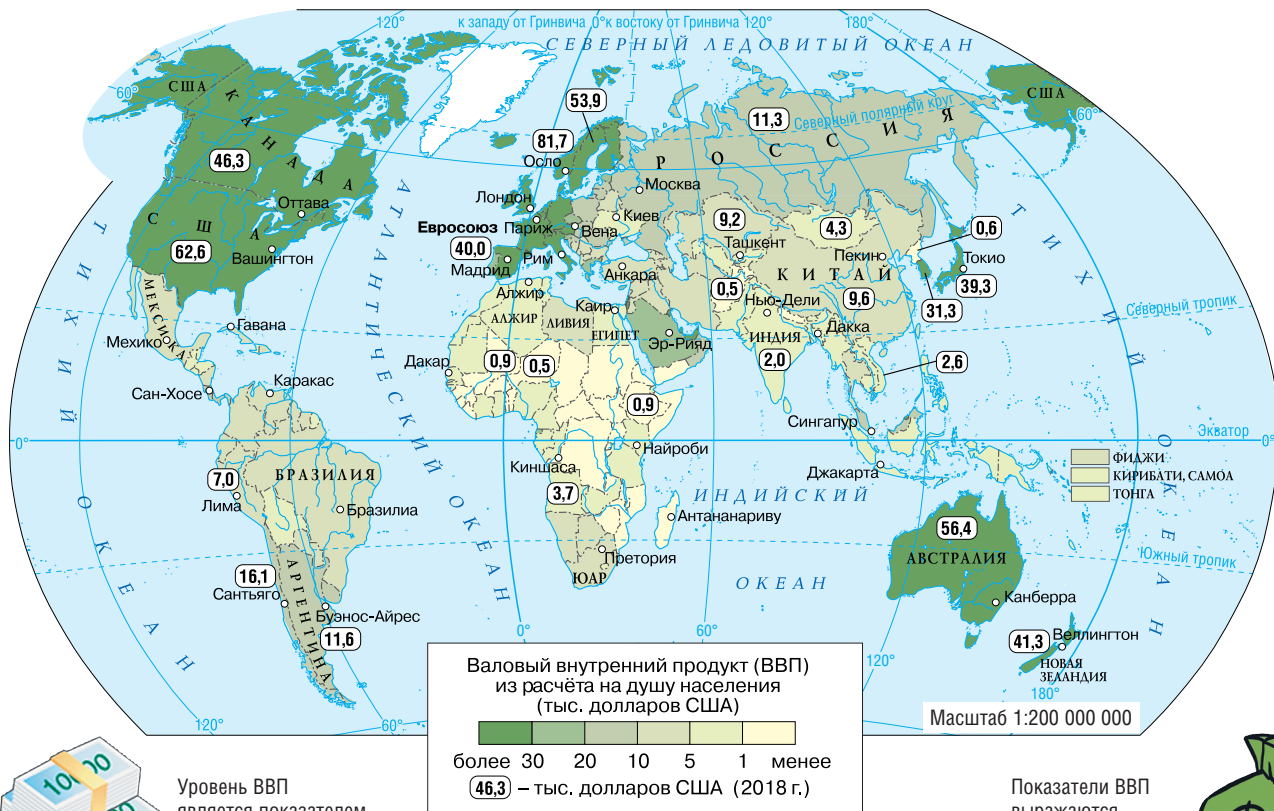 120°
к западу от Гринвича 0° к востоку от Гринвича 120°
180°
СЕВЕРНЫЙ ЛЕДОВИТЫЙ ОКЕАН
США
КАНАДА
США
60°
60°
53,9
11,3
Северный полярный круг
81,7
РОССИЯ
46,3
Осло
Москва
Лондон
Оттава
Киев
9,2
4,3
0,6
США
Евросоюз
Париж
Вена
Ташкент
62,6
Вашингтон
40,0
Рим
Пекин
Токио
Мадрид
Анкара
КИТАЙ
39,3
МЕКСИКА
Алжир
0,5
Нью-Дели
9,6
31,3
Каир
Северный тропик
АЛЖИР
ЛИВИЯ
ЕГИПЕТ
Эр-Рияд
Дакка
Гавана
ИНДИЯ
Мехико
Дакар
0,9
0,5
2,0
2,6
Каракас
Сан-Хосе
0,9
Сингапур
Экватор
0°
0°
Найроби
ФИДЖИ
Киншаса
Джакарта
КИРИБАТИ, САМОА
ТОНГА
БРАЗИЛИЯ
7,0
3,7
ИНДИЙСКИЙ
Лима
Бразилиа
Антананариву
56,4
Претория
АВСТРАЛИЯ
Южный тропик
16,1
АРГЕНТИНА
ЮАР
ОКЕАН
Сантьяго
Канберра
Буэнос-Айрес
11,6
0°
60°
41,3
Веллингтон
НОВАЯ
ЗЕЛАНДИЯ
120°
180°
120°
60°
ТИХИЙ
ОКЕАН
АТЛАНТИЧЕСКИЙ ОКЕАН
ТИХИЙ
ОКЕАН
Масштаб 1:200 000 000
Валовый внутренний продукт (ВВП)
из расчёта на душу населения
(тыс. долларов США)
более 30 20 10 5 1 менее
46,3 – тыс. долларов США (2018 г.)
Уровень ВВП
является показателем
Показатели ВВП
выражаются